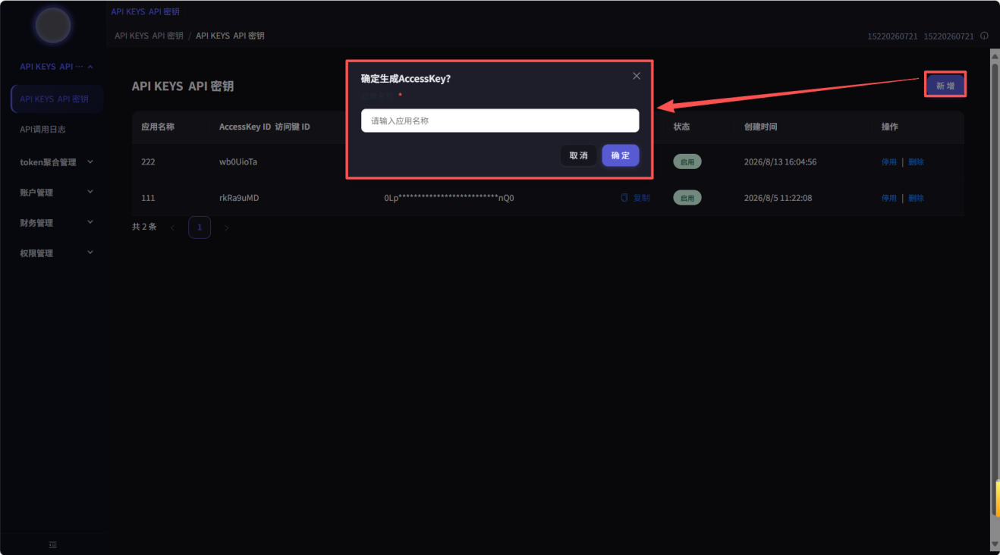 API KEYS API 密钥
API KEYS API 密钥 / API KEYS API 密钥
15220260721 15220260721
API KEYS API ···
API KEYS API 密钥
API调用日志
token聚合管理
账户管理
财务管理
权限管理
API KEYS API 密钥
新 增
确定生成AccessKey?
*
请输入应用名称
取 消
确 定
应用名称 AccessKey ID 访问键 ID 状态 创建时间 操作
222 wb0UioTa 启用 2026/8/13 16:04:56 停用 | 删除
111 rkRa9uMD 0Lp**************************nQ0 复制 启用 2026/8/5 11:22:08 停用 | 删除
共 2 条 < 1 >